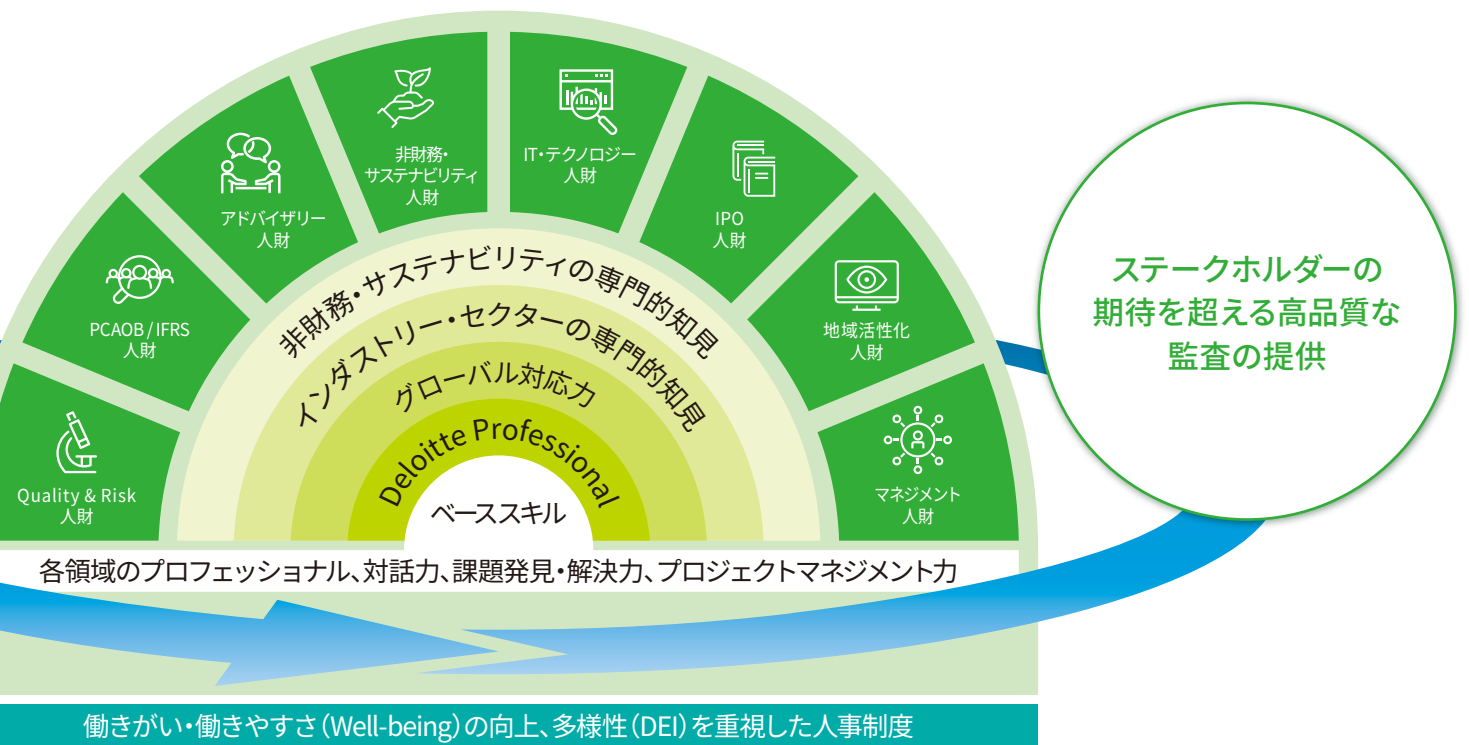 Quality & Risk
人財
PCAOB / IFRS
人財
アドバイザリー
人財
非財務・
サステナビリティ
人財
IT・テクノロジー
人財
IPO
人財
地域活性化
人財
マネジメント
人財
非財務・サステナビリティの専門的知見
インダストリー・セクターの専門的知見
グローバル対応力
Deloitte Professional
ベーススキル
各領域のプロフェッショナル、対話力、課題発見・解決力、プロジェクトマネジメント力
ステークホルダーの
期待を超える高品質な
監査の提供
働きがい・働きやすさ(Well-being)の向上、多様性(DEI)を重視した人事制度